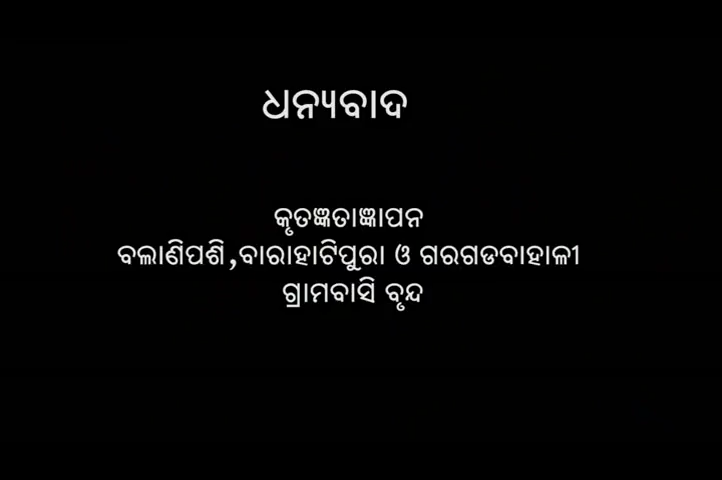 ଧନ୍ୟବାଦ
କୃତଜ୍ଞତାଜ୍ଞାପନ
ବଲାଣିପଶି,ବାରାହାଟିପୁରା ଓ ଗରଗଡବାହାଳୀ
ଗ୍ରାମବାସି ବୃନ୍ଦ